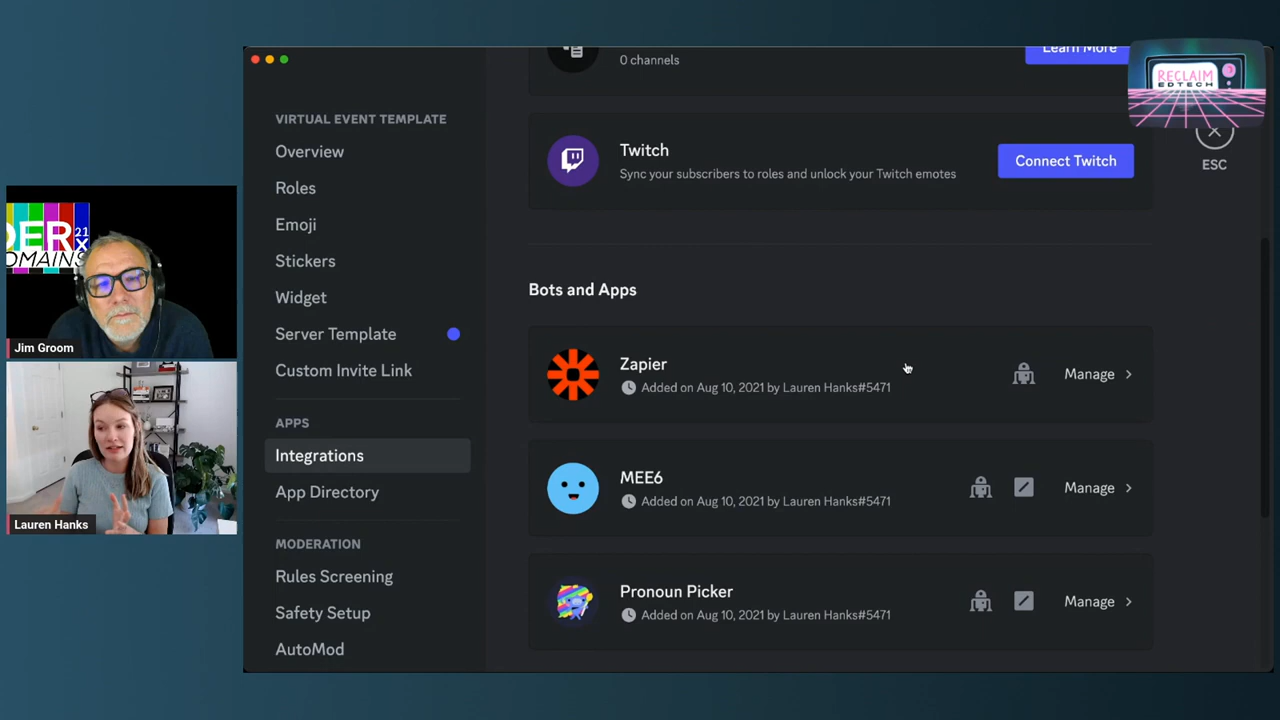 DER
21
X
OMAINS
Jim Groom
Lauren Hanks
VIRTUAL EVENT TEMPLATE
Overview
Roles
Emoji
Stickers
Widget
Server Template
Custom Invite Link
APPS
Integrations
App Directory
MODERATION
Rules Screening
Safety Setup
AutoMod
0 channels
Learn More
Twitch
Sync your subscribers to roles and unlock your Twitch emotes
Connect Twitch
Bots and Apps
Zapier
Added on Aug 10, 2021 by Lauren Hanks#5471
Manage
MEE6
Added on Aug 10, 2021 by Lauren Hanks#5471
Manage
Pronoun Picker
Added on Aug 10, 2021 by Lauren Hanks#5471
Manage
RECLAIM
EDTECH
ESC